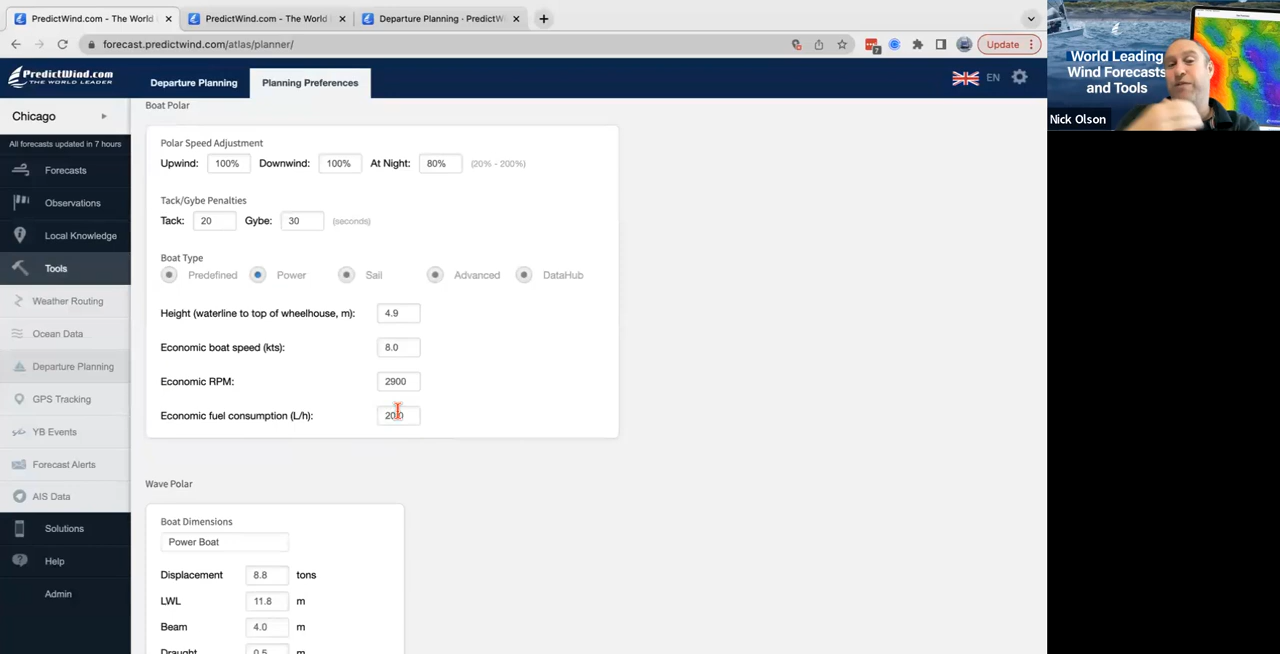 PredictWind.com - The World
PredictWind.com - The World
Departure Planning · PredictW
forecast.predictwind.com/atlas/planner/
7
Update
PredictWind.com
THE WORLD LEADER
Departure Planning
Planning Preferences
EN
Chicago
All forecasts updated in 7 hours
Forecasts
Observations
Local Knowledge
Tools
Weather Routing
Ocean Data
Departure Planning
GPS Tracking
YB Events
Forecast Alerts
AIS Data
Solutions
Help
Admin
Boat Polar
Polar Speed Adjustment
Upwind: 100% Downwind: 100% At Night: 80% (20% - 200%)
Tack/Gybe Penalties
Tack: 20 Gybe: 30 (seconds)
Boat Type
Predefined Power Sail Advanced DataHub
Height (waterline to top of wheelhouse, m): 4.9
Economic boat speed (kts): 8.0
Economic RPM: 2900
Economic fuel consumption (L/h): 20.0
Wave Polar
Boat Dimensions
Power Boat
Displacement 8.8 tons
LWL 11.8 m
Beam 4.0 m
Draught 0.5 m
World Leading
Wind Forecasts
and Tools
Nick Olson